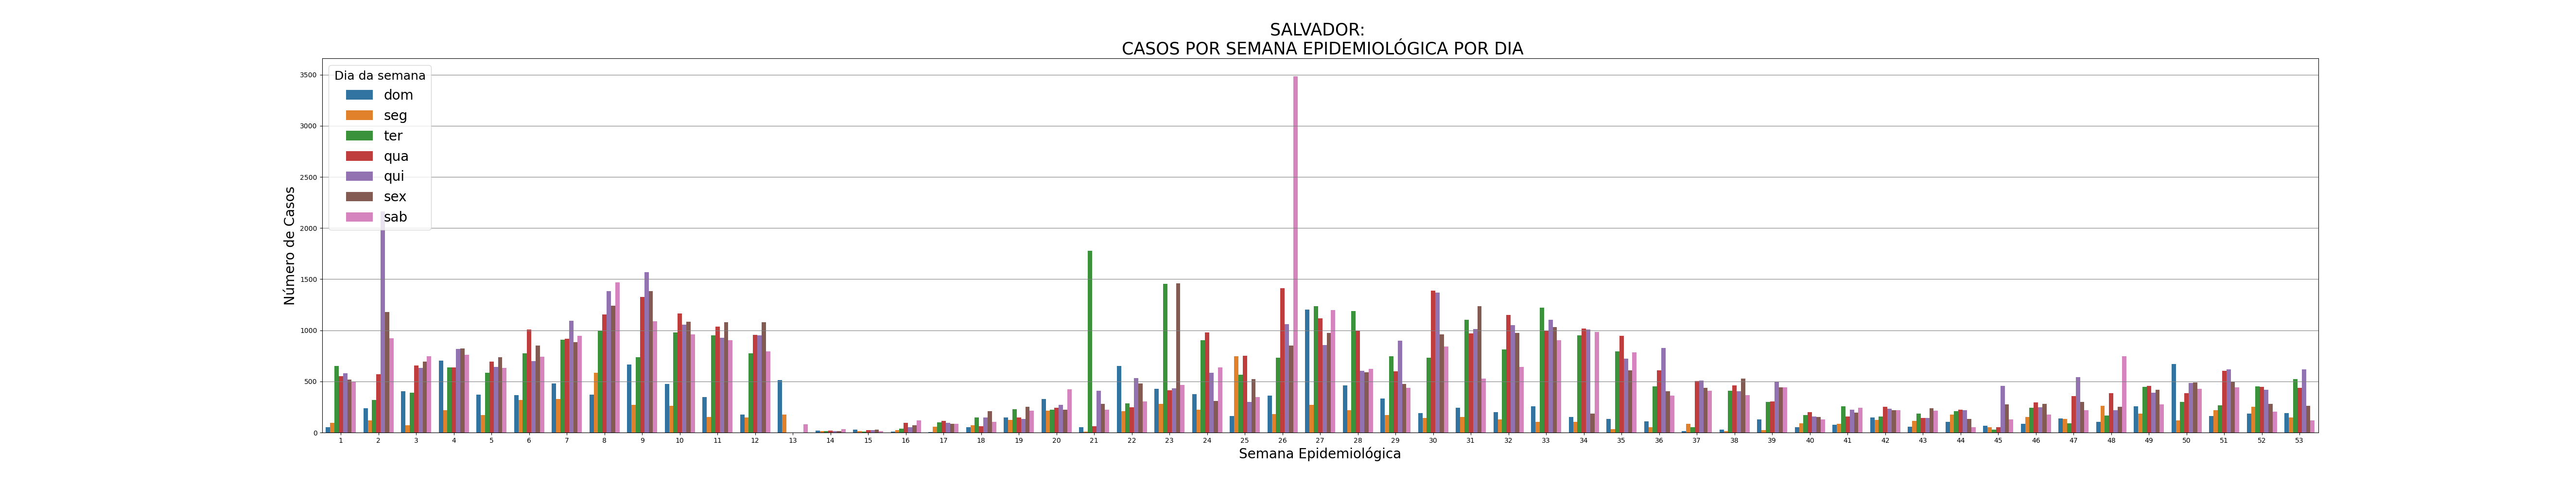 SALVADOR:
CASOS POR SEMANA EPIDEMIOLÓGICA POR DIA
Número de Casos
3500
3000
2500
2000
1500
1000
500
0
Dia da semana
dom
seg
ter
qua
qui
sex
sab
1 2 3 4 5 6 7 8 9 10 11 12 13 14 15 16 17 18 19 20 21 22 23 24 25 26 27 28 29 30 31 32 33 34 35 36 37 38 39 40 41 42 43 44 45 46 47 48 49 50 51 52 53
Semana Epidemiológica